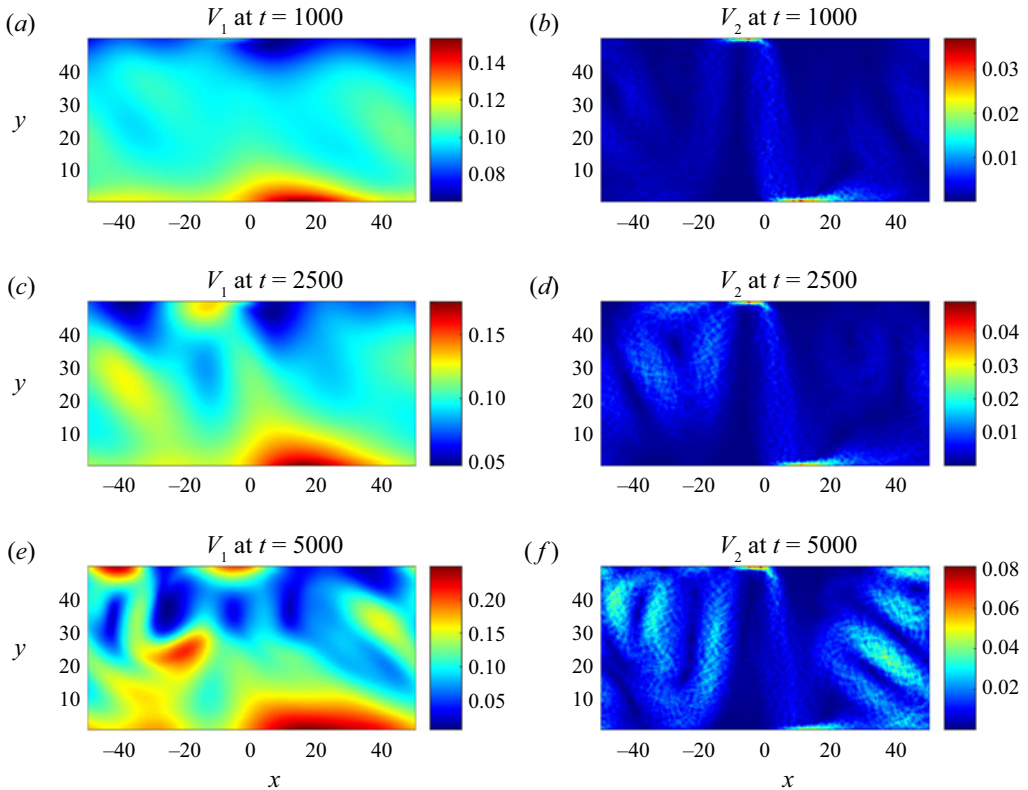 (a) V1 at t = 1000 (b) V2 at t = 1000
40 0.14 40 0.03
y 30 0.12 30
20 0.10 20 0.02
10 0.08 10 0.01
–40 –20 0 20 40 –40 –20 0 20 40
(c) V1 at t = 2500 (d) V2 at t = 2500
40 0.15 40 0.04
y 30 30 0.03
20 0.10 20 0.02
10 0.05 10 0.01
–40 –20 0 20 40 –40 –20 0 20 40
(e) V1 at t = 5000 (f) V2 at t = 5000
40 0.20 40 0.08
y 30 0.15 30 0.06
20 0.10 20 0.04
10 0.05 10 0.02
–40 –20 0 20 40 –40 –20 0 20 40
x x